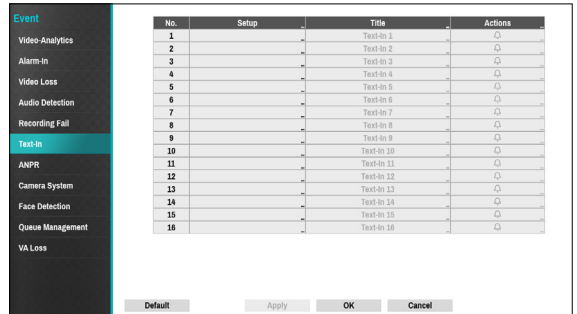 Event
Video-Analytics
Alarm-In
Video Loss
Audio Detection
Recording Fail
Text-In
ANPR
Camera System
Face Detection
Queue Management
VA Loss
No. Setup Title Actions
1 Text-In 1
2 Text-In 2
3 Text-In 3
4 Text-In 4
5 Text-In 5
6 Text-In 6
7 Text-In 7
8 Text-In 8
9 Text-In 9
10 Text-In 10
11 Text-In 11
12 Text-In 12
13 Text-In 13
14 Text-In 14
15 Text-In 15
16 Text-In 16
Default Apply OK Cancel